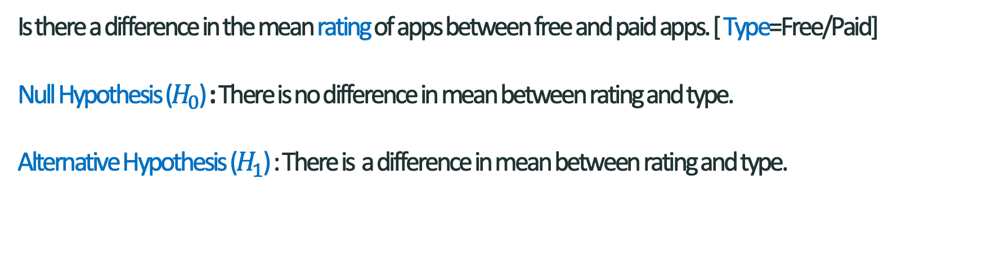 Is there a difference in the mean rating of apps between free and paid apps. [ Type=Free/Paid]
Null Hypothesis (H₀) : There is no difference in mean between rating and type.
Alternative Hypothesis (H₁) : There is a difference in mean between rating and type.